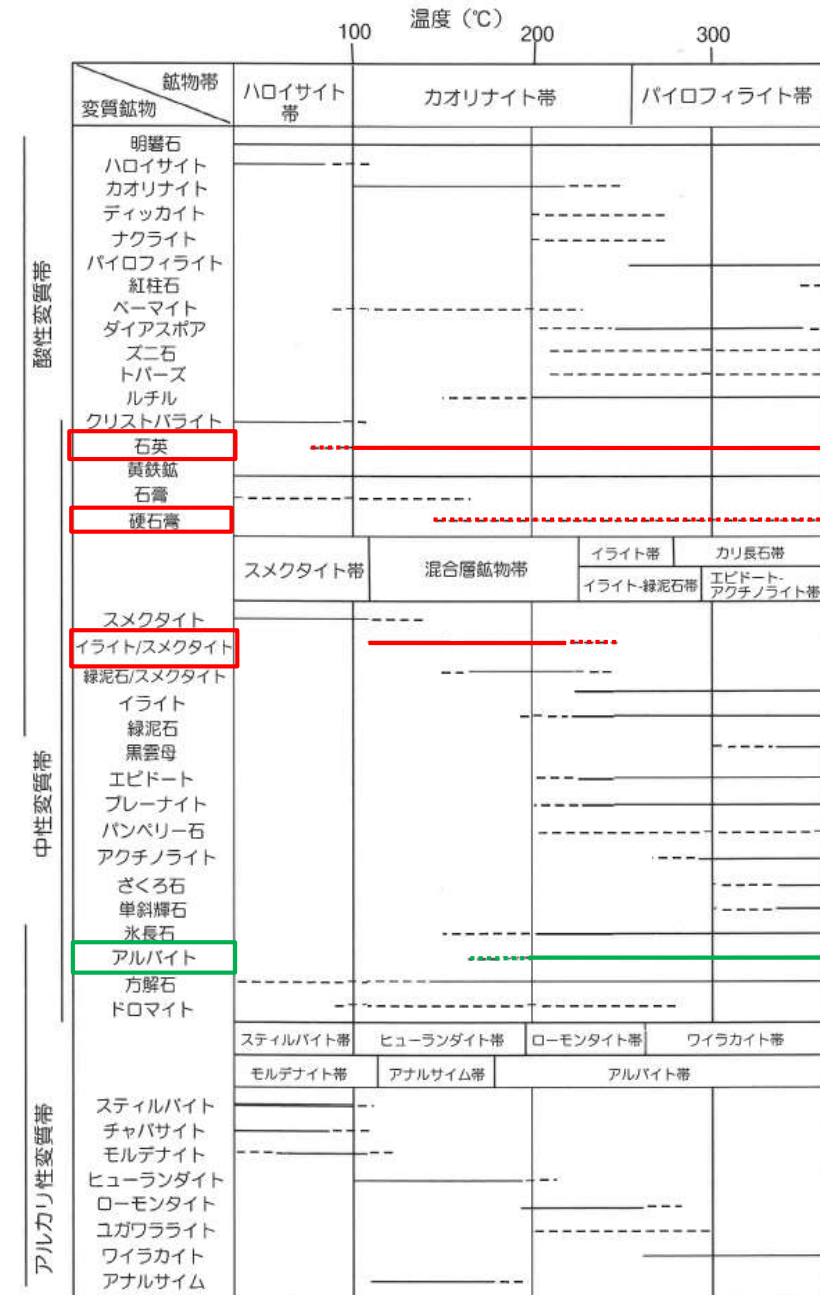 温度（℃）
100 200 300
鉱物帯
変質鉱物
ハロイサイト
帯
カオリナイト帯
パイロフィライト帯
酸性変質帯
明礬石
ハロイサイト
カオリナイト
ディッカイト
ナクライト
パイロフィライト
紅柱石
ベーマイト
ダイアスポア
ズニ石
トパーズ
ルチル
クリストバライト
石英
黄鉄鉱
石膏
硬石膏
スメクタイト帯
混合層鉱物帯
イライト帯
カリ長石帯
イライト-緑泥石帯
エピドート-
アクチノライト帯
中性変質帯
スメクタイト
イライト/スメクタイト
緑泥石/スメクタイト
イライト
緑泥石
黒雲母
エピドート
プレーナイト
パンペリー石
アクチノライト
ざくろ石
単斜輝石
氷長石
アルバイト
方解石
ドロマイト
スティルバイト帯
ヒューランダイト帯
ローモンタイト帯
ワイラカイト帯
モルデナイト帯
アナルサイム帯
アルバイト帯
アルカリ性変質帯
スティルバイト
チャバサイト
モルデナイト
ヒューランダイト
ローモンタイト
ユガワラライト
ワイラカイト
アナルサイム